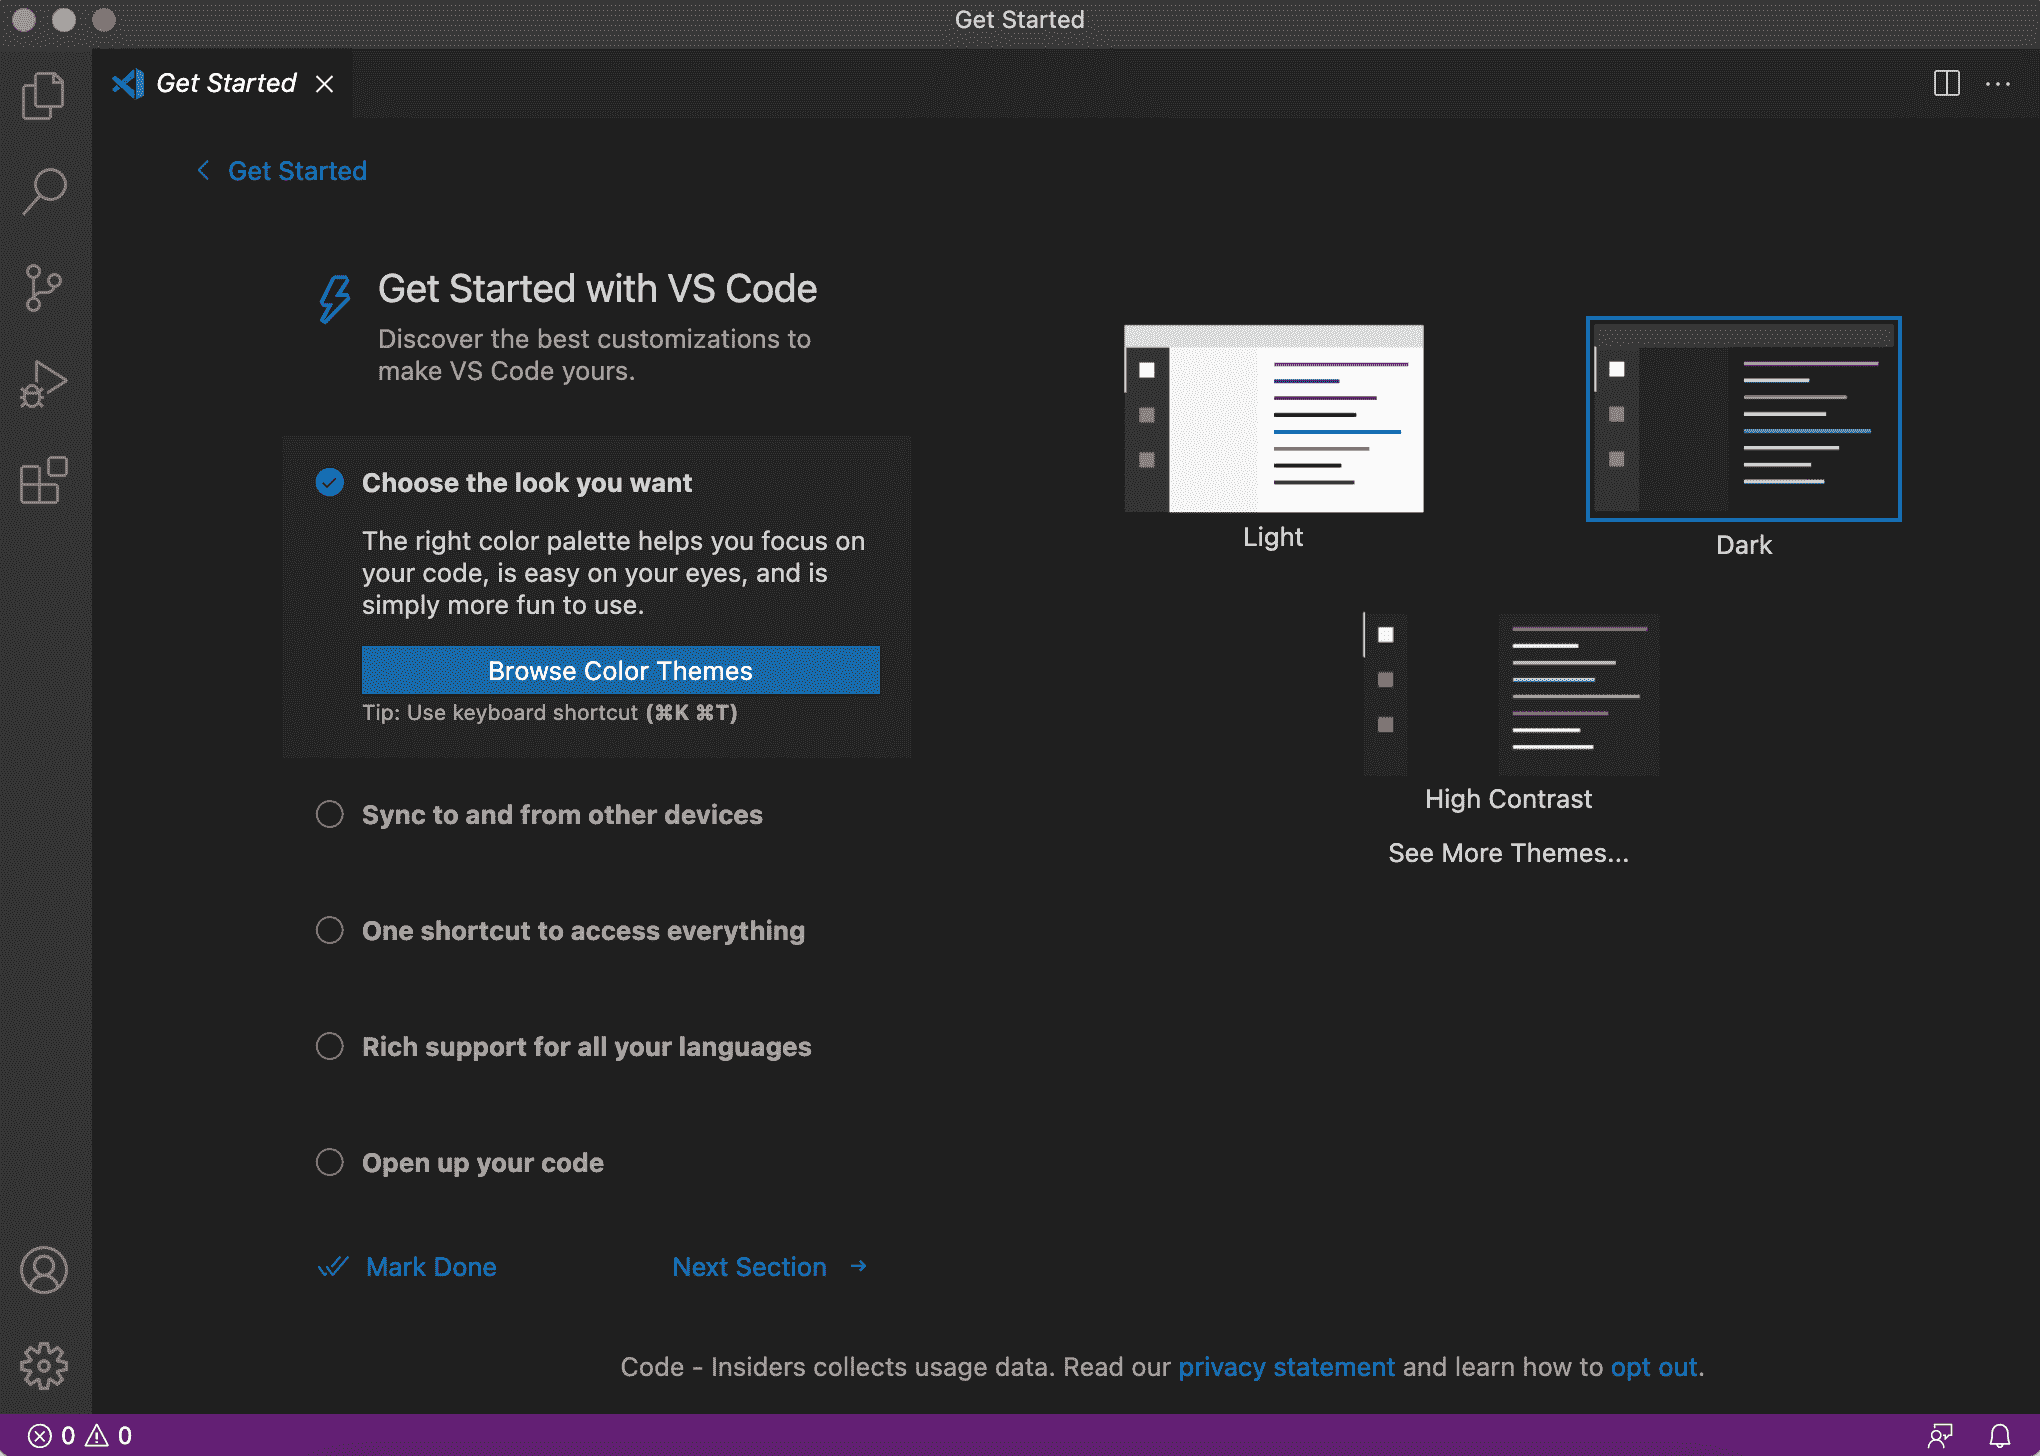 Get Started
Get Started
Get Started
Get Started with VS Code
Discover the best customizations to
make VS Code yours.
Choose the look you want
The right color palette helps you focus on
your code, is easy on your eyes, and is
simply more fun to use.
Browse Color Themes
Tip: Use keyboard shortcut (⌘K ⌘T)
Sync to and from other devices
One shortcut to access everything
Rich support for all your languages
Open up your code
Mark Done
Next Section →
Light
Dark
High Contrast
See More Themes...
Code - Insiders collects usage data. Read our privacy statement and learn how to opt out.
0 0